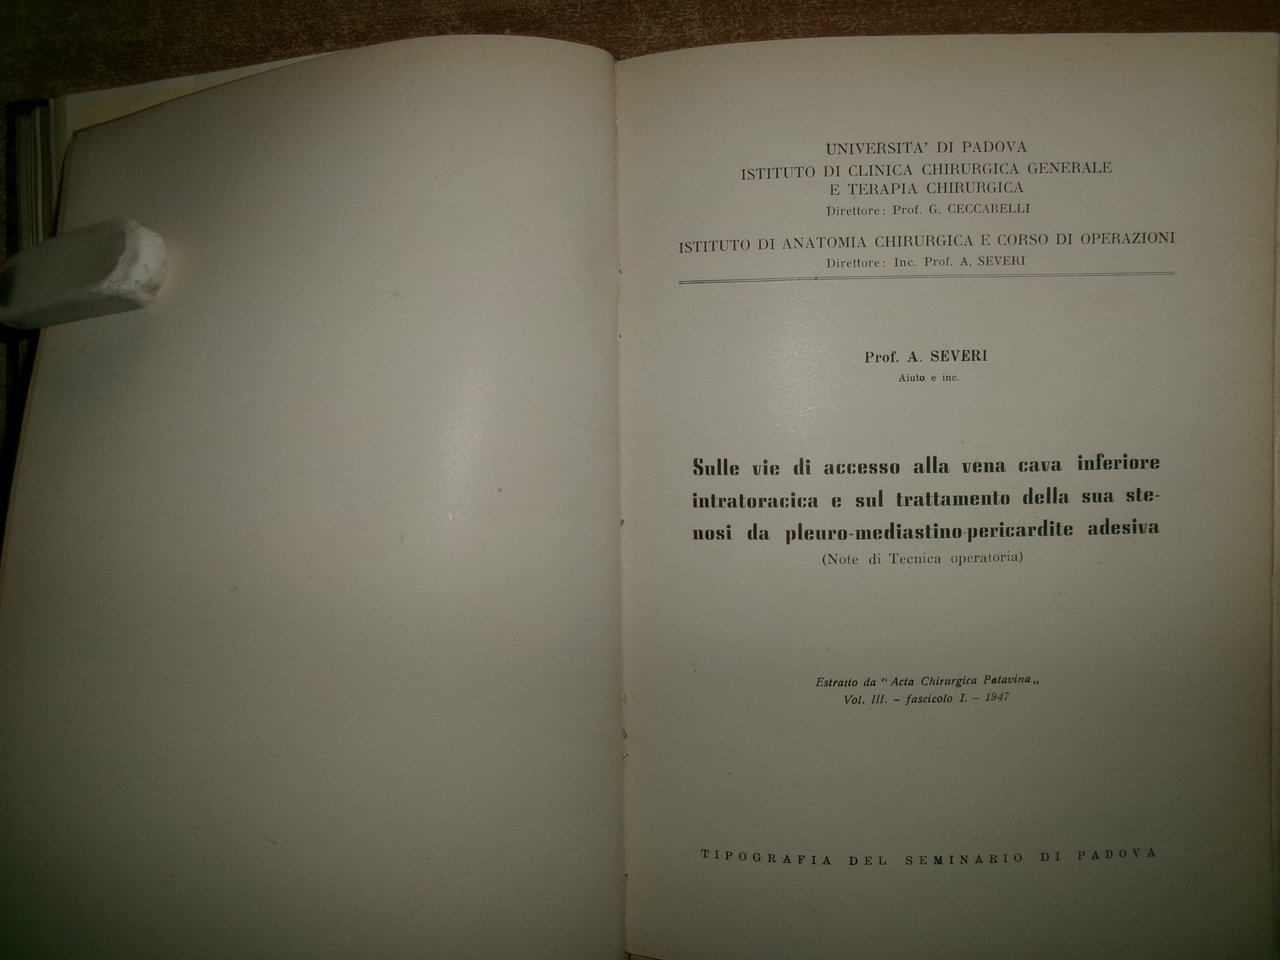 UNIVERSITA' DI PADOVA
ISTITUTO DI CLINICA CHIRURGICA GENERALE
E TERAPIA CHIRURGICA
Direttore: Prof. G. CECCARELLI
ISTITUTO DI ANATOMIA CHIRURGICA E CORSO DI OPERAZIONI
Direttore: Inc. Prof. A. SEVERI
Prof. A. SEVERI
Aiuto e inc.
Sulle vie di accesso alla vena cava inferiore
intratoracica e sul trattamento della sua ste-
nosi da pleuro-mediastino-pericardite adesiva
(Note di Tecnica operatoria)
Estratto da "Acta Chirurgica Patavina„
Vol. III. - fascicolo I. - 1947
TIPOGRAFIA DEL SEMINARIO DI PADOVA